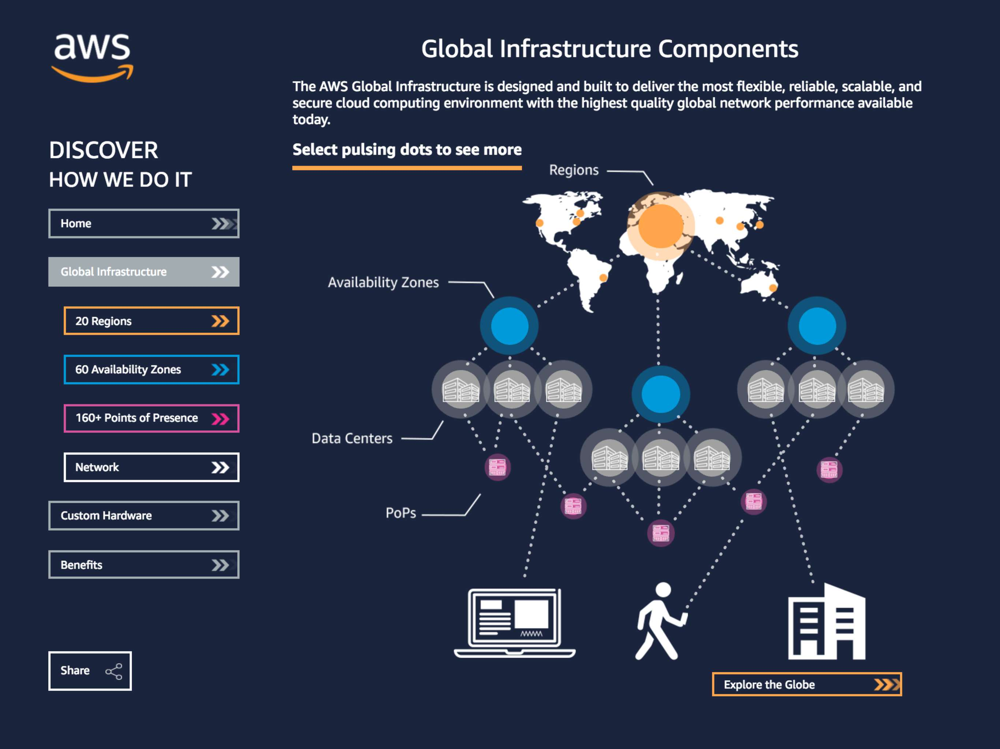 aws
Global Infrastructure Components
The AWS Global Infrastructure is designed and built to deliver the most flexible, reliable, scalable, and
secure cloud computing environment with the highest quality global network performance available
today.
Select pulsing dots to see more
DISCOVER
HOW WE DO IT
Home
Global Infrastructure
20 Regions
60 Availability Zones
160+ Points of Presence
Network
Custom Hardware
Benefits
Share
Regions
Availability Zones
Data Centers
PoPs
Explore the Globe